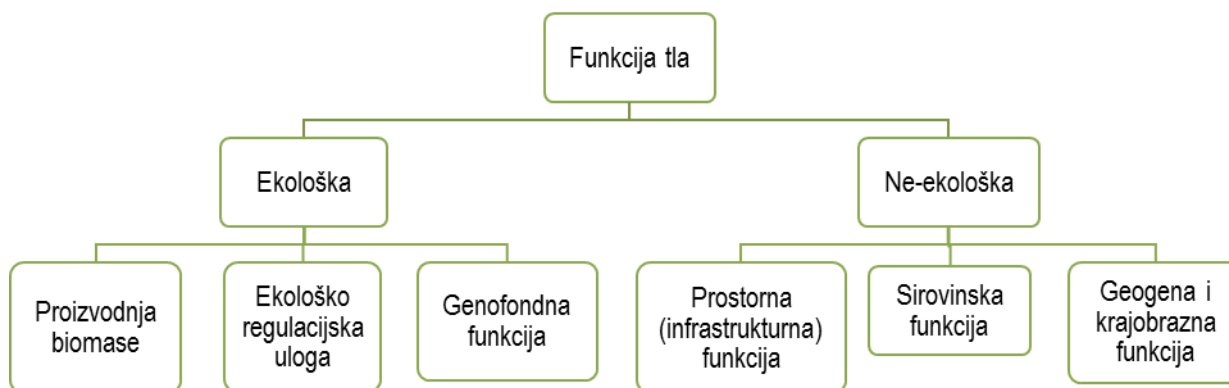 Funkcija tla
Ekološka
Ne-ekološka
Proizvodnja
biomase
Ekološko
regulacijska
uloga
Genofondna
funkcija
Prostorna
(infrastrukturna)
funkcija
Sirovinska
funkcija
Geogena i
krajobrazna
funkcija